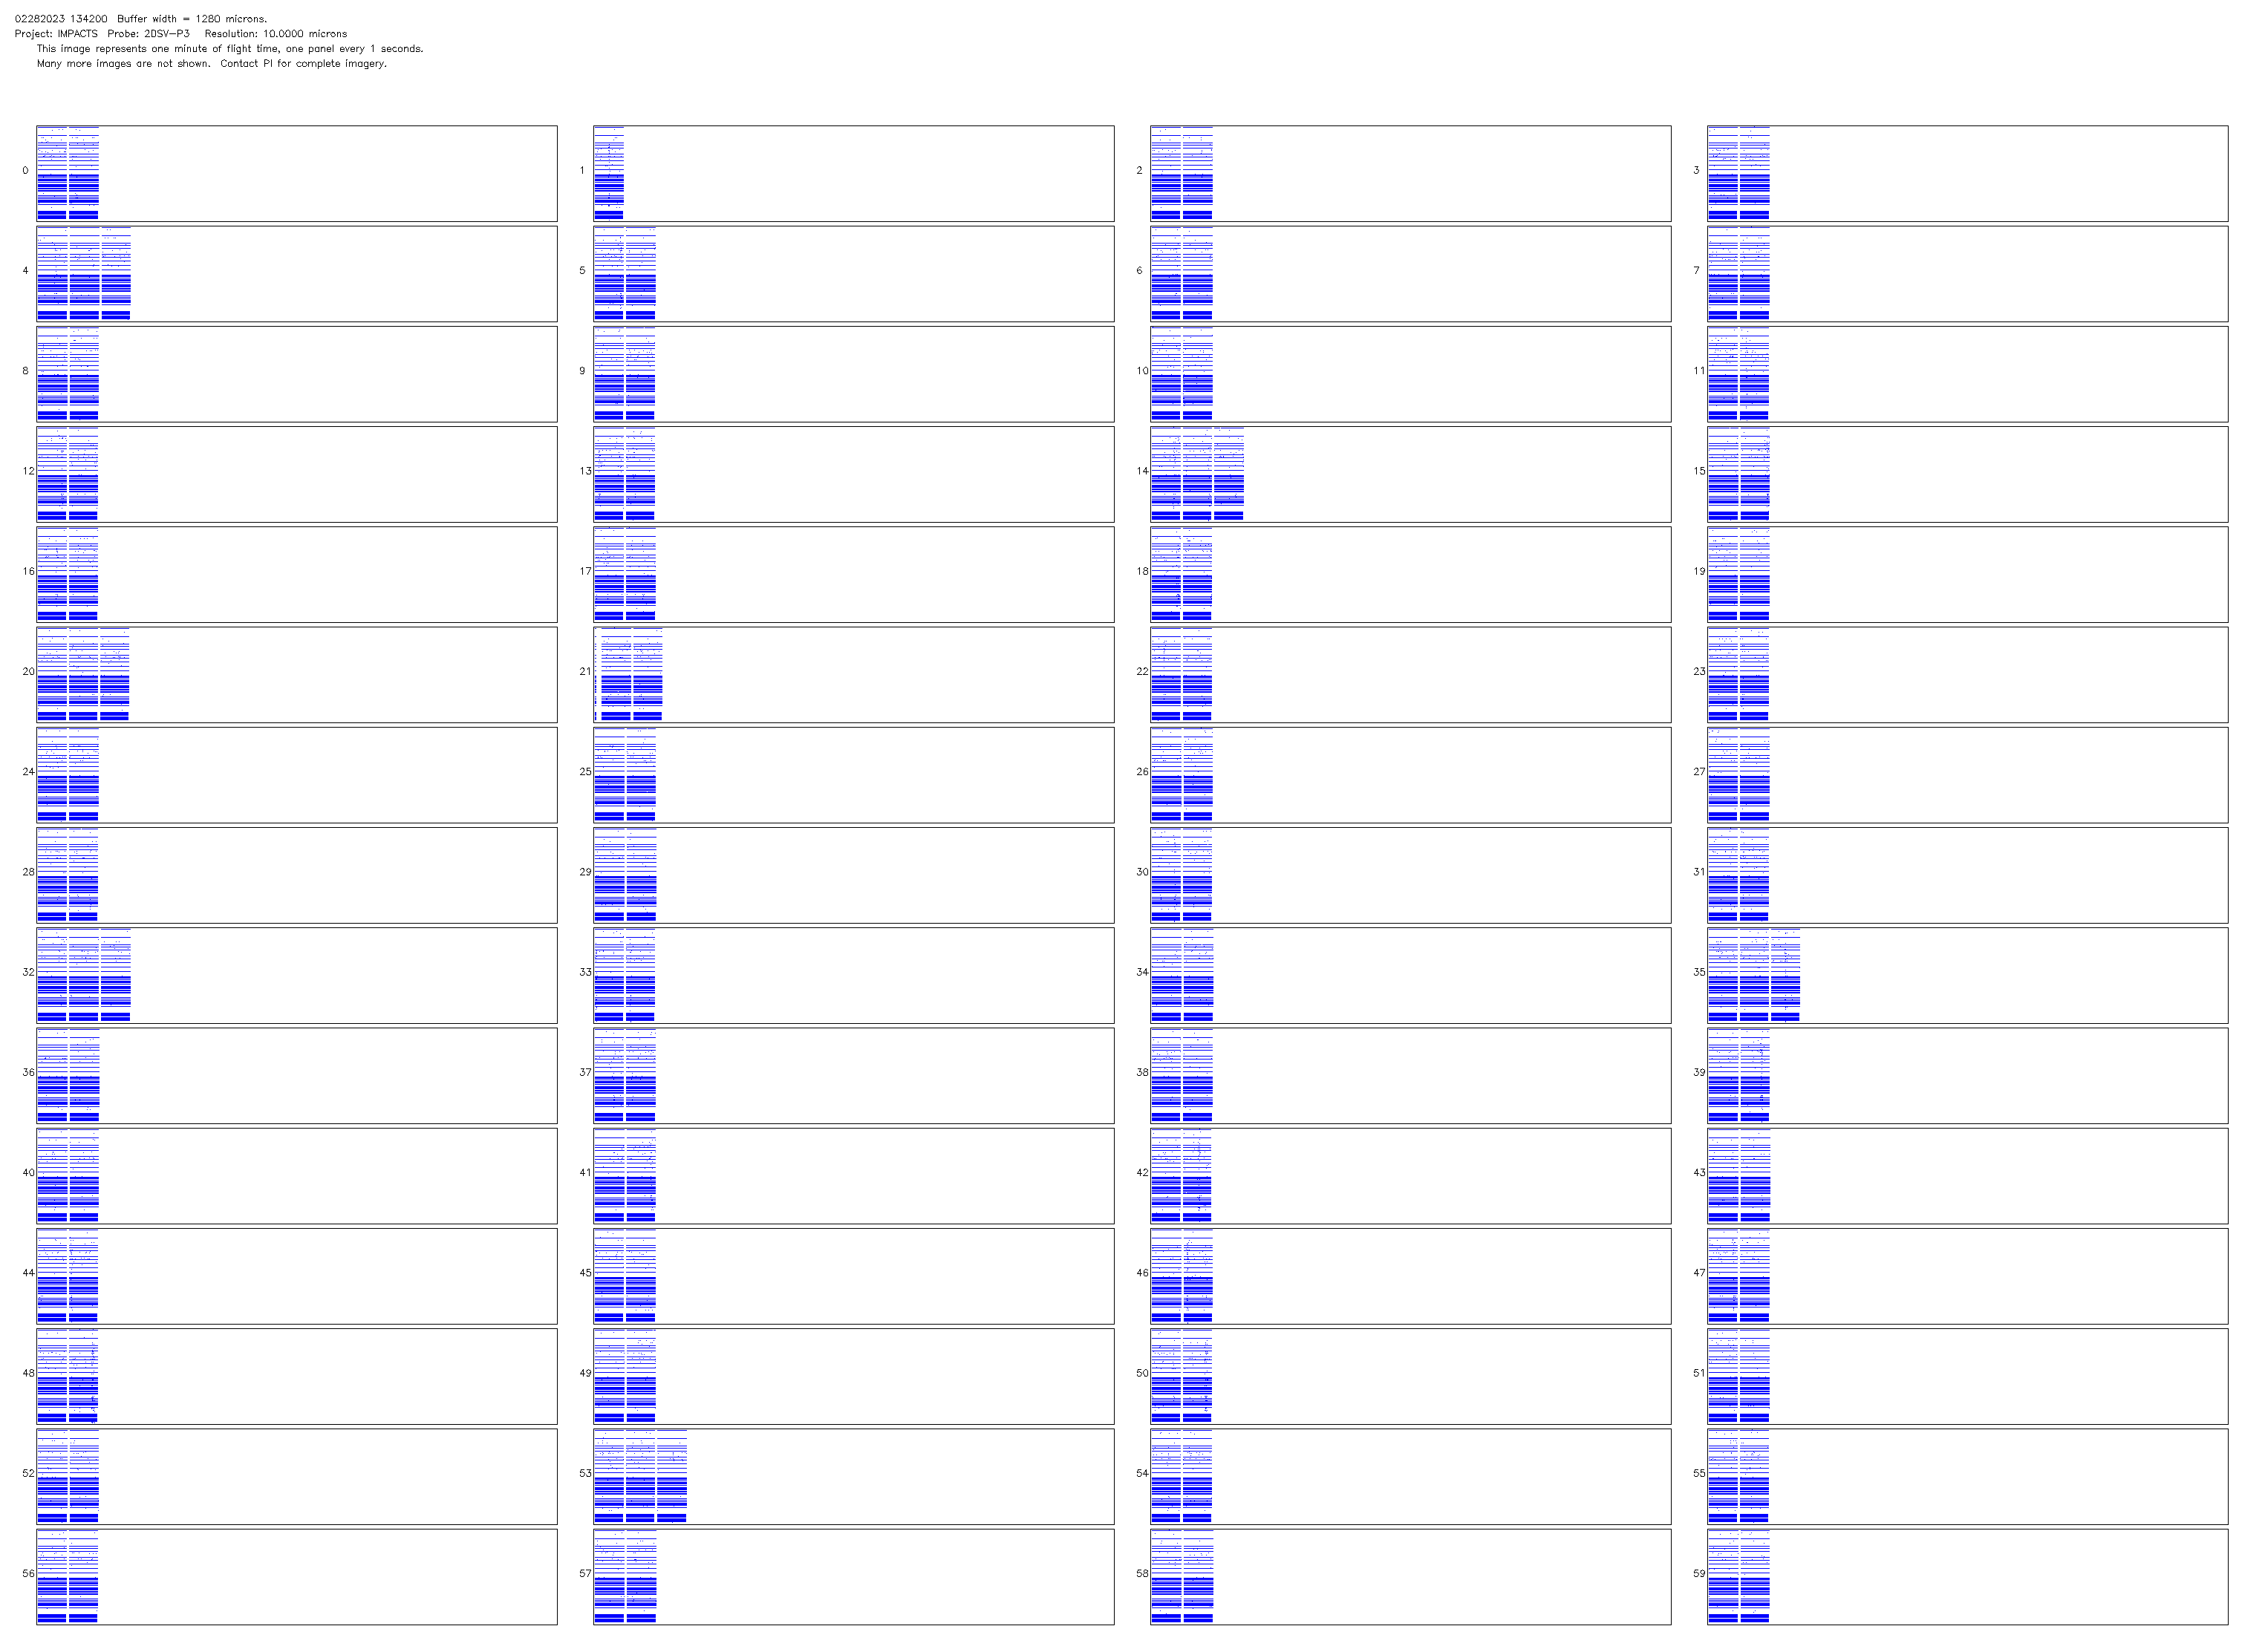 02282023 134200  Buffer width = 1280 microns.
Project: IMPACTS  Probe: 2DSV-P3   Resolution: 10.0000 microns
This image represents one minute of flight time, one panel every 1 seconds.
Many more images are not shown.  Contact PI for complete imagery.
0 1 2 3
4 5 6 7
8 9 10 11
12 13 14 15
16 17 18 19
20 21 22 23
24 25 26 27
28 29 30 31
32 33 34 35
36 37 38 39
40 41 42 43
44 45 46 47
48 49 50 51
52 53 54 55
56 57 58 59